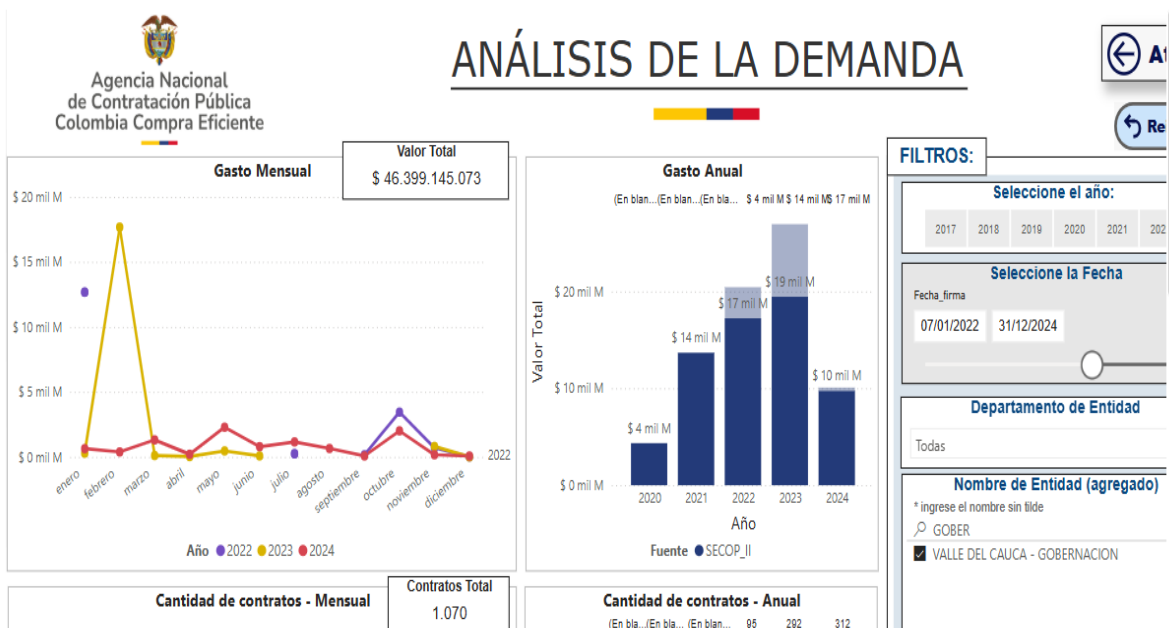 Agencia Nacional
de Contratación Pública
Colombia Compra Eficiente
ANÁLISIS DE LA DEMANDA
Gasto Mensual
Valor Total
$ 46.399.145.073
$ 20 mil M
$ 15 mil M
$ 10 mil M
$ 5 mil M
$ 0 mil M
2022
enero
febrero
marzo
abril
mayo
junio
julio
agosto
septiembre
octubre
noviembre
diciembre
Año 2022 2023 2024
Gasto Anual
(En blan...(En blan...(En bla... $ 4 mil M $ 14 mil M$ 17 mil M
Valor Total
$ 20 mil M
$ 10 mil M
$ 0 mil M
$ 4 mil M
$ 14 mil M
$ 17 mil M
$ 19 mil M
$ 10 mil M
2020 2021 2022 2023 2024
Año
Fuente SECOP_II
FILTROS:
Seleccione el año:
2017 2018 2019 2020 2021
Seleccione la Fecha
Fecha_firma
07/01/2022 31/12/2024
Departamento de Entidad
Todas
Nombre de Entidad (agregado)
* ingrese el nombre sin tilde
GOBER
VALLE DEL CAUCA - GOBERNACION
Cantidad de contratos - Mensual
Contratos Total
1.070
Cantidad de contratos - Anual
(En bla...(En bla... (En blan... 95 292 312